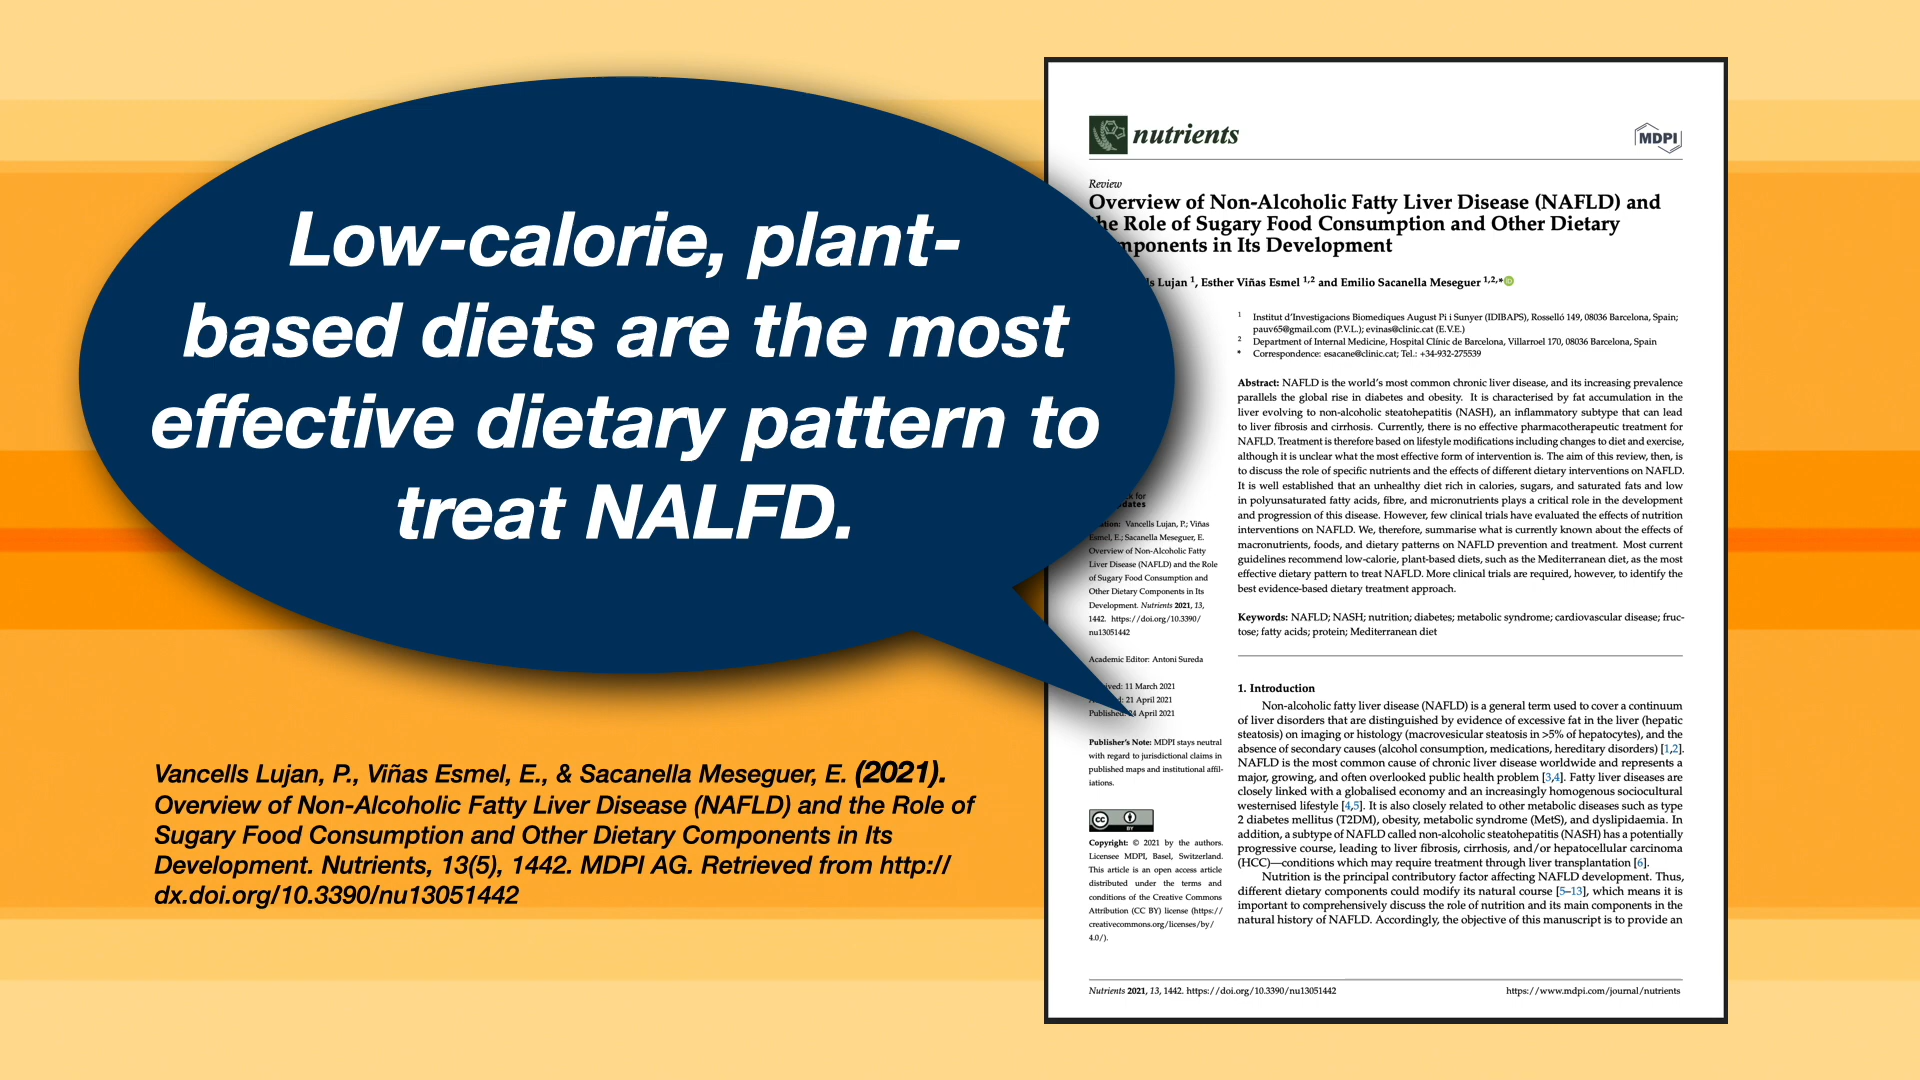 Low-calorie, plant-
based diets are the most
effective dietary pattern to
treat NALFD.
Vancells Lujan, P., Viñas Esmel, E., & Sacanella Meseguer, E. (2021).
Overview of Non-Alcoholic Fatty Liver Disease (NAFLD) and the Role of
Sugary Food Consumption and Other Dietary Components in Its
Development. Nutrients, 13(5), 1442. MDPI AG. Retrieved from http://
dx.doi.org/10.3390/nu13051442
nutrients
MDPI
Review
Overview of Non-Alcoholic Fatty Liver Disease (NAFLD) and
Role of Sugary Food Consumption and Other Dietary
in Its Development
Lujan 1, Esther Viñas Esmel 1,2 and Emilio Sacanella Meseguer 1,2,*
1 Institut d'Investigacions Biomediques August Pi i Sunyer (IDIBAPS), Rosselló 149, 08036 Barcelona, Spain;
pauv65@gmail.com (P.V.L.); evinas@clinic.cat (E.V.E.)
2 Department of Internal Medicine, Hospital Clínic de Barcelona, Villarroel 170, 08036 Barcelona, Spain
* Correspondence: esacane@clinic.cat; Tel.: +34-932-275539
Abstract: NAFLD is the world's most common chronic liver disease, and its increasing prevalence
parallels the global rise in diabetes and obesity. It is characterised by fat accumulation in the
liver evolving to non-alcoholic steatohepatitis (NASH), an inflammatory subtype that can lead
to liver fibrosis and cirrhosis. Currently, there is no effective pharmacotherapeutic treatment for
NAFLD. Treatment is therefore based on lifestyle modifications including changes to diet and exercise,
although it is unclear what the most effective form of intervention is. The aim of this review, then, is
to discuss the role of specific nutrients and the effects of different dietary interventions on NAFLD.
It is well established that an unhealthy diet rich in calories, sugars, and saturated fats and low
in polyunsaturated fatty acids, fibre, and micronutrients plays a critical role in the development
and progression of this disease. However, few clinical trials have evaluated the effects of nutrition
interventions on NAFLD. We, therefore, summarise what is currently known about the effects of
macronutrients, foods, and dietary patterns on NAFLD prevention and treatment. Most current
guidelines recommend low-calorie, plant-based diets, such as the Mediterranean diet, as the most
effective dietary pattern to treat NAFLD. More clinical trials are required, however, to identify the
best evidence-based dietary treatment approach.
Keywords: NAFLD; NASH; nutrition; diabetes; metabolic syndrome; cardiovascular disease; fruc-
tose; fatty acids; protein; Mediterranean diet
for
Vancells Lujan, P.; Viñas
Esmel, E.; Sacanella Meseguer, E.
Overview of Non-Alcoholic Fatty
Liver Disease (NAFLD) and the Role
of Sugary Food Consumption and
Other Dietary Components in Its
Development. Nutrients 2021, 13,
1442. https://doi.org/10.3390/
nu13051442
Academic Editor: Antoni Sureda
11 March 2021
21 April 2021
Published: 24 April 2021
Publisher's Note: MDPI stays neutral
with regard to jurisdictional claims in
published maps and institutional affil-
iations.
CC BY
Copyright: © 2021 by the authors.
Licensee MDPI, Basel, Switzerland.
This article is an open access article
distributed under the terms and
conditions of the Creative Commons
Attribution (CC BY) license (https://
creativecommons.org/licenses/by/
4.0/).
1. Introduction
Non-alcoholic fatty liver disease (NAFLD) is a general term used to cover a continuum
of liver disorders that are distinguished by evidence of excessive fat in the liver (hepatic
steatosis) on imaging or histology (macrovesicular steatosis in >5% of hepatocytes), and the
absence of secondary causes (alcohol consumption, medications, hereditary disorders) [1,2].
NAFLD is the most common cause of chronic liver disease worldwide and represents a
major, growing, and often overlooked public health problem [3,4]. Fatty liver diseases are
closely linked with a globalised economy and an increasingly homogenous sociocultural
westernised lifestyle [4,5]. It is also closely related to other metabolic diseases such as type
2 diabetes mellitus (T2DM), obesity, metabolic syndrome (MetS), and dyslipidaemia. In
addition, a subtype of NAFLD called non-alcoholic steatohepatitis (NASH) has a potentially
progressive course, leading to liver fibrosis, cirrhosis, and/or hepatocellular carcinoma
(HCC)—conditions which may require treatment through liver transplantation [6].
Nutrition is the principal contributory factor affecting NAFLD development. Thus,
different dietary components could modify its natural course [5–13], which means it is
important to comprehensively discuss the role of nutrition and its main components in the
natural history of NAFLD. Accordingly, the objective of this manuscript is to provide an
Nutrients 2021, 13, 1442. https://doi.org/10.3390/nu13051442
https://www.mdpi.com/journal/nutrients